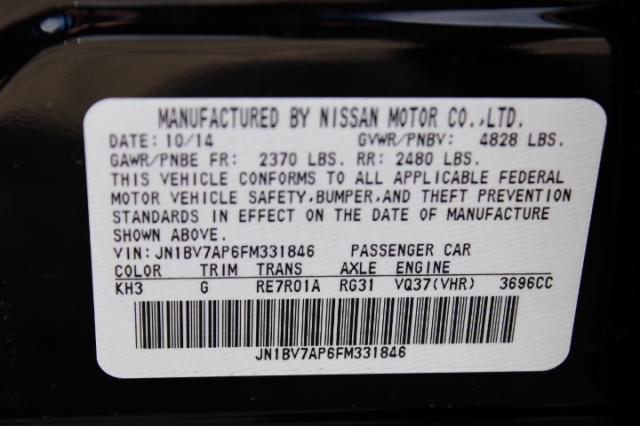 MANUFACTURED BY NISSAN MOTOR CO.,LTD.
DATE: 10/14 GVWR/PNBV: 4828 LBS.
GAWR/PNBE FR: 2370 LBS. RR: 2480 LBS.
THIS VEHICLE CONFORMS TO ALL APPLICABLE FEDERAL
MOTOR VEHICLE SAFETY,BUMPER,AND THEFT PREVENTION
STANDARDS IN EFFECT ON THE DATE OF MANUFACTURE
SHOWN ABOVE.
VIN: JN1BV7AP6FM331846 PASSENGER CAR
COLOR TRIM TRANS AXLE ENGINE
KH3 G RE7R01A RG31 VQ37(VHR) 3696CC
JN1BV7AP6FM331846